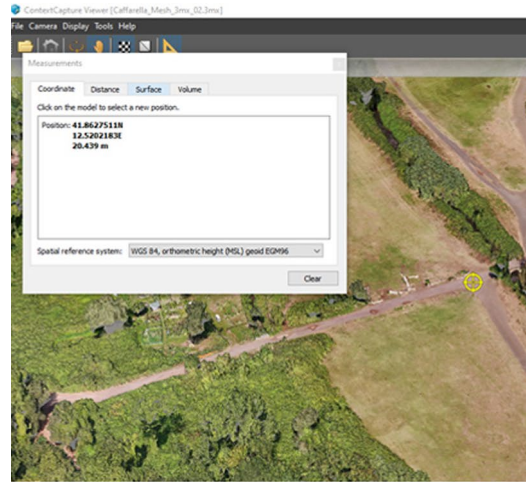 ContextCapture Viewer [Caffarella_Mesh_3mx_02.3mx]
File Camera Display Tools Help
Measurements
Coordinate Distance Surface Volume
Click on the model to select a new position.
Position: 41.8627511N
12.5202183E
20.439 m
Spatial reference system: WGS 84, orthometric height (MSL) geoid EGM96
Clear